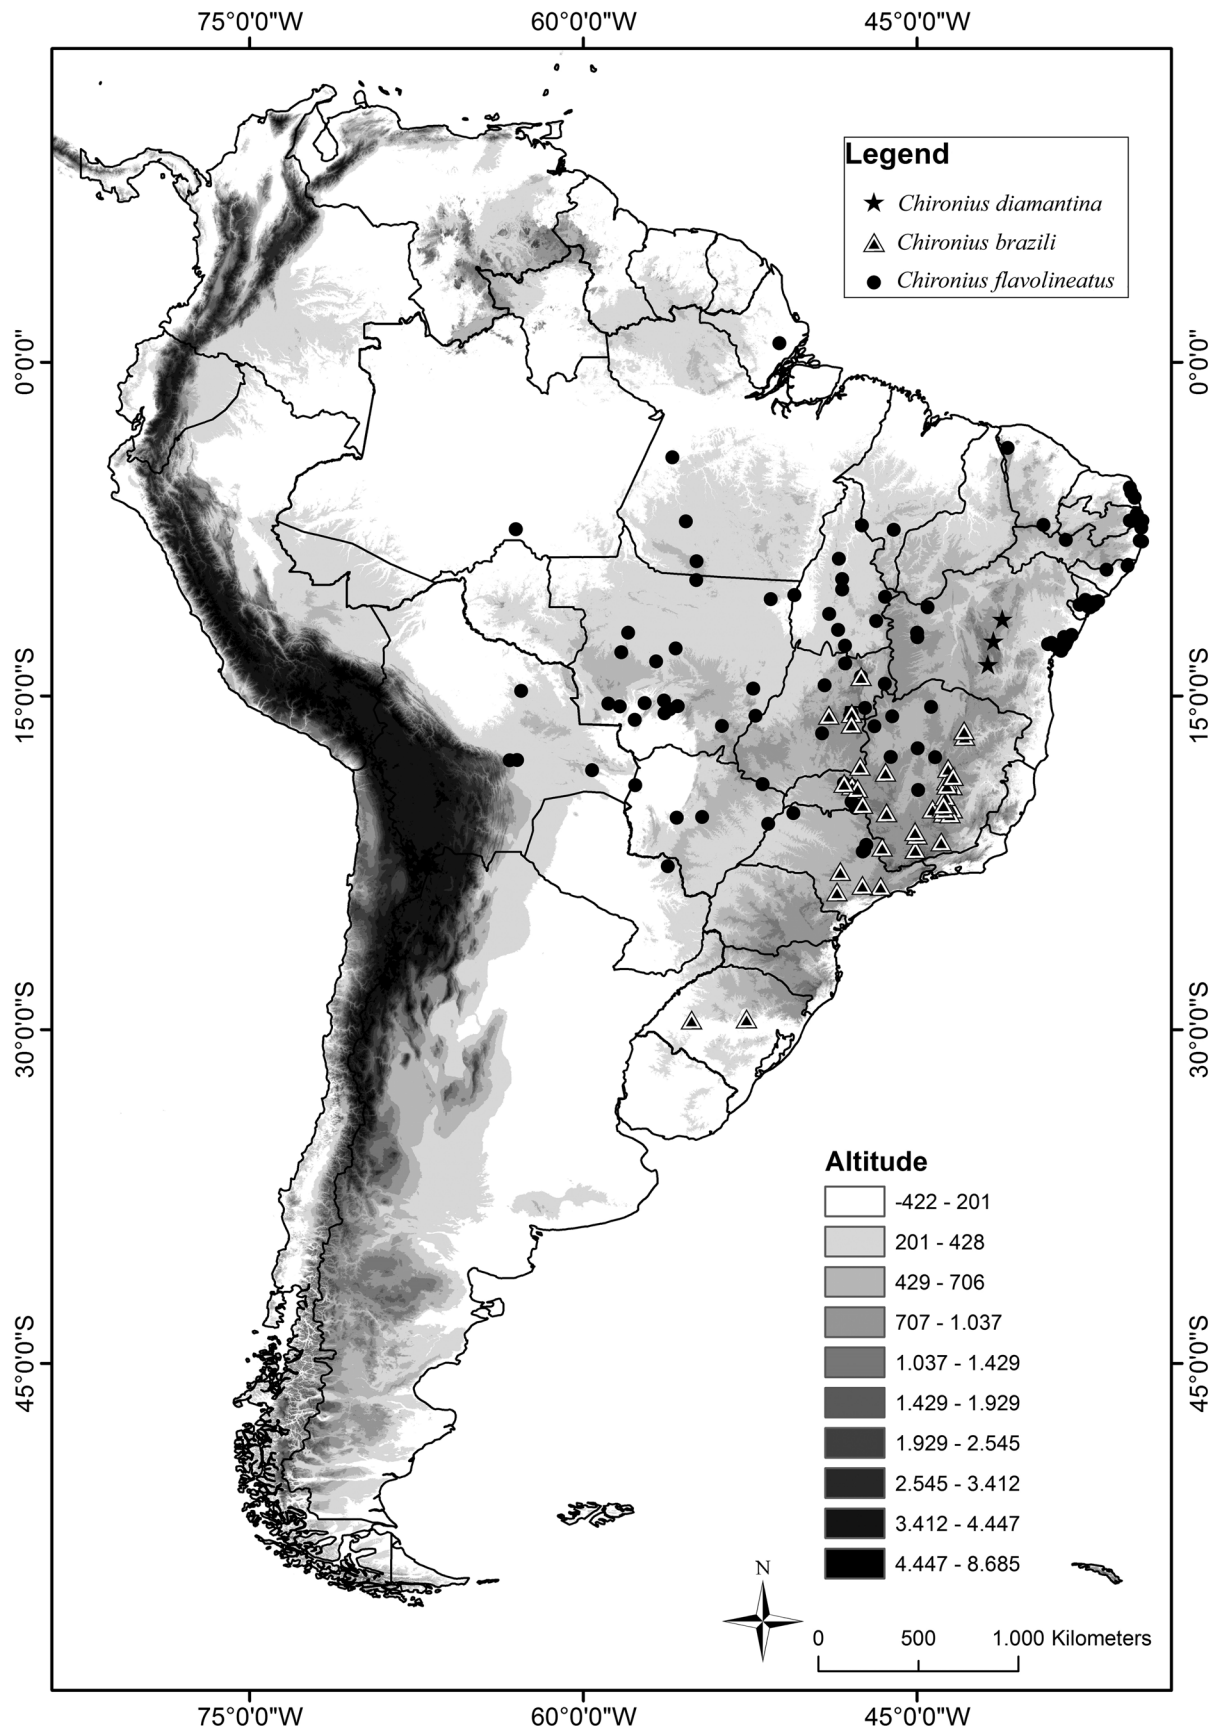 75°0'0"W 60°0'0"W 45°0'0"W
Legend
Chironius diamantina
Chironius brazili
Chironius flavolineatus
0°0'0" 0°0'0"
15°0'0"S 15°0'0"S
30°0'0"S 30°0'0"S
45°0'0"S 45°0'0"S
Altitude
-422 - 201
201 - 428
429 - 706
707 - 1.037
1.037 - 1.429
1.429 - 1.929
1.929 - 2.545
2.545 - 3.412
3.412 - 4.447
4.447 - 8.685
N
0 500 1.000 Kilometers
75°0'0"W 60°0'0"W 45°0'0"W